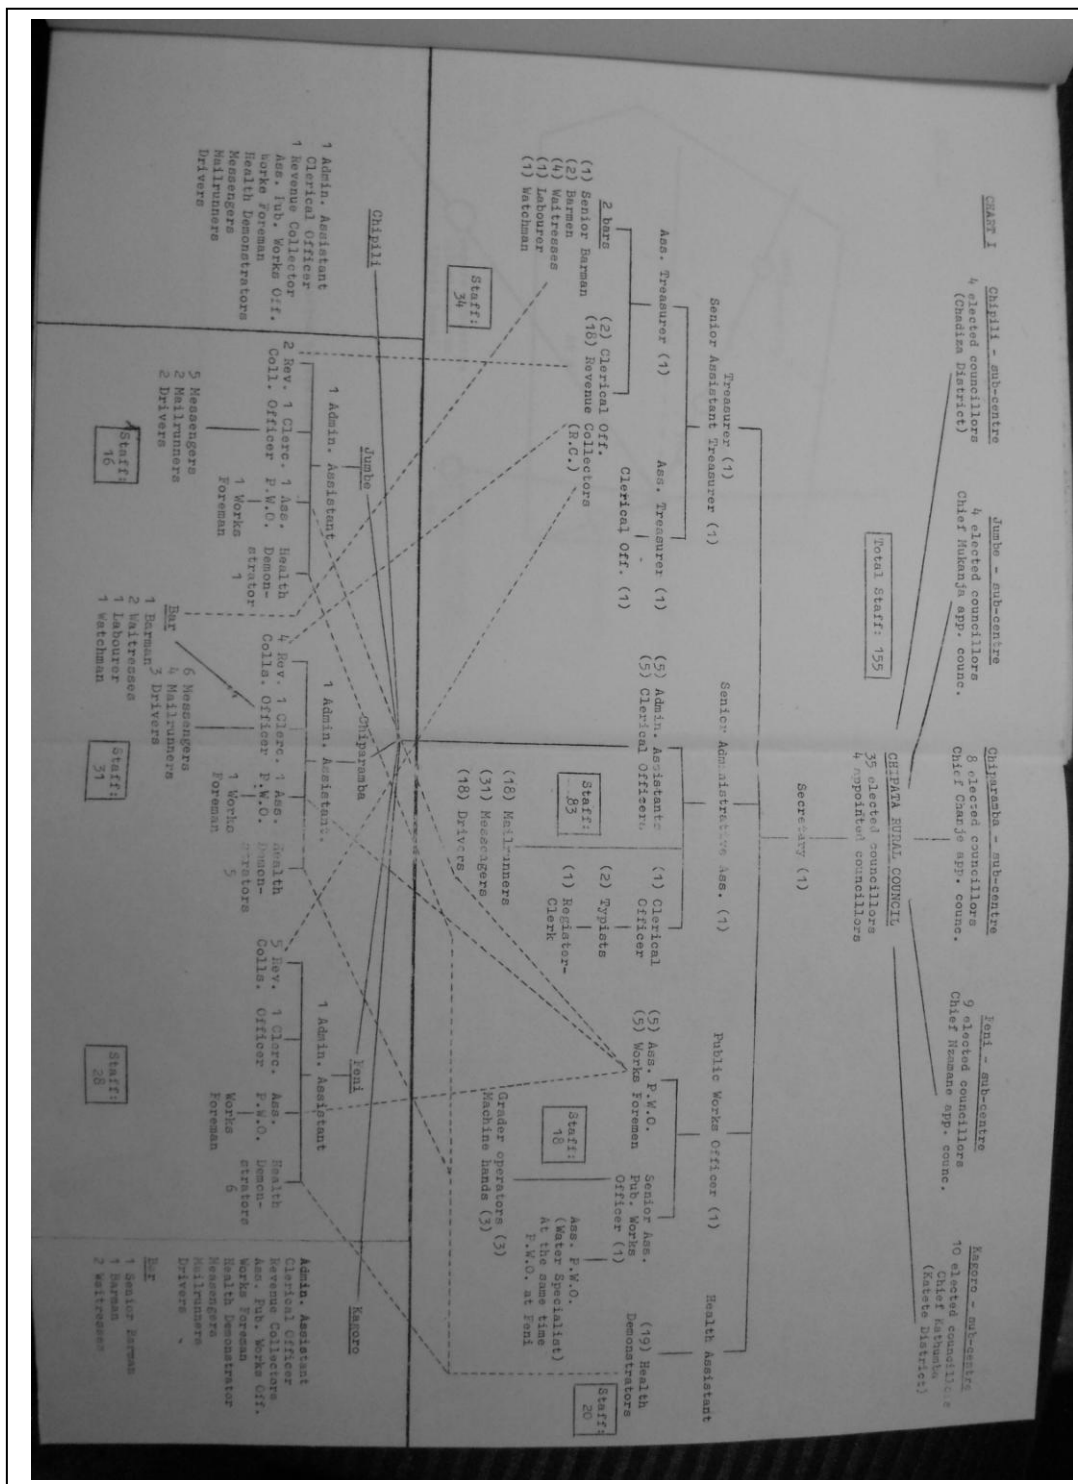 CHART I
Chipili - sub-centre
4 elected councillors
(Chadiza District)
Jumbe - sub-centre
4 elected councillors
Chief Mukanja app. counc.
Chiparamba - sub-centre
8 elected councillors
Chief Chanje app. counc.
Feni - sub-centre
9 elected councillors
Chief Nzamane app. counc.
Kagoro - sub-centre
10 elected
Chief Kathumba
(Katete District)
Total Staff: 155
CHIPATA RURAL COUNCIL
35 elected councillors
4 appointed councillors
Secretary (1)
Treasurer (1)
Senior Assistant Treasurer (1)
Senior Administrative Ass. (1)
Public Works Officer (1)
Health Assistant
Ass. Treasurer (1)
Ass. Treasurer (1)
Clerical Off. (1)
2 bars
(1) Senior Barman
(2) Barmen
(4) Waitresses
(1) Labourer
(1) Watchman
(2) Clerical Off.
(18) Revenue Collectors
(R.C.)
Staff:
34
(5) Admin. Assistants
(5) Clerical Officers
(1) Clerical
Officer
(2) Typists
(1) Register-
Clerk
Staff:
83
(18) Mailrunners
(31) Messengers
(18) Drivers
(5) Ass. P.W.O.
(5) Works Foremen
Senior Ass.
Pub. Works
Officer (1)
Staff:
18
Grader operators (3)
Machine hands (3)
Ass. P.W.O.
(Water Specialist)
At the same time
P.W.O. at Feni
(19) Health
Demonstrators
Staff:
20
Chipili
1 Admin. Assistant
Clerical Officer
1 Revenue Collector
Ass. Pub. Works Off.
Works Foreman
Health Demonstrators
Messengers
Mailrunners
Drivers
Jumbe
1 Admin. Assistant
2 Rev. 1 Clerc. 1 Ass. Health
Coll. Officer P.W.O. Demon-
strator
1
1 Works
Foreman
5 Messengers
2 Mailrunners
2 Drivers
Staff:
16
Chiparamba
1 Admin. Assistant.
4 Rev. 1 Clerc. 1 Ass. Health
Colls. Officer P.W.O. Demon-
strators
5
1 Works
Foreman
Bar
1 Barman
2 Waitresses
1 Labourer
1 Watchman
6 Messengers
4 Mailrunners
3 Drivers
Staff:
31
Feni
1 Admin. Assistant
5 Rev. 1 Clerc. Ass. Health
Colls. Officer P.W.O. Demon-
strators
6
Works
Foreman
Staff:
28
Kagoro
Admin. Assistant
Clerical Officer
Revenue Collectors
Ass. Pub. Works Off.
Works Foreman
Health Demonstrator
Messengers
Mailrunners
Drivers
Bar
1 Senior Barman
1 Barman
2 Waitresses